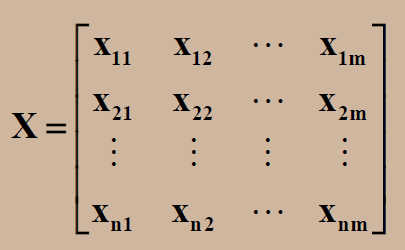 x₁₁ x₁₂ ⋯ x₁ₘ
x₂₁ x₂₂ ⋯ x₂ₘ
X =
⋮ ⋮ ⋮ ⋮
xₙ₁ xₙ₂ ⋯ xₙₘ